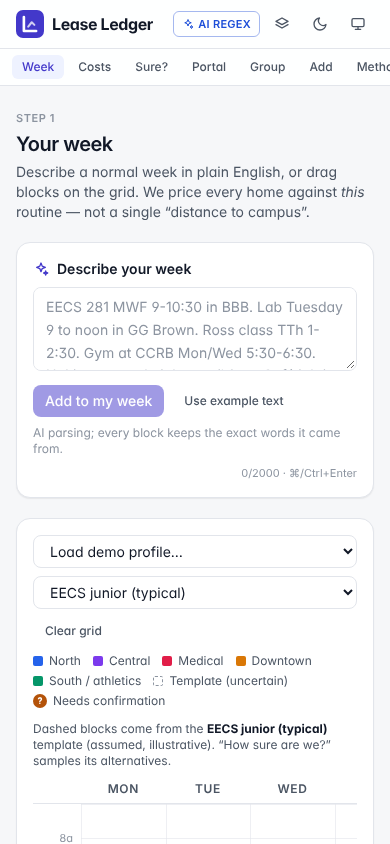 Lease Ledger
AI REGEX
Week Costs Sure? Portal Group Add Metho
STEP 1
Your week
Describe a normal week in plain English, or drag
blocks on the grid. We price every home against this
routine — not a single “distance to campus”.
Describe your week
EECS 281 MWF 9-10:30 in BBB. Lab Tuesday
9 to noon in GG Brown. Ross class TTh 1-
2:30. Gym at CCRB Mon/Wed 5:30-6:30.
Add to my week
Use example text
AI parsing; every block keeps the exact words it came
from.
0/2000 · ⌘/Ctrl+Enter
Load demo profile...
EECS junior (typical)
Clear grid
North Central Medical Downtown
South / athletics Template (uncertain)
? Needs confirmation
Dashed blocks come from the EECS junior (typical)
template (assumed, illustrative). “How sure are we?”
samples its alternatives.
MON TUE WED
8a